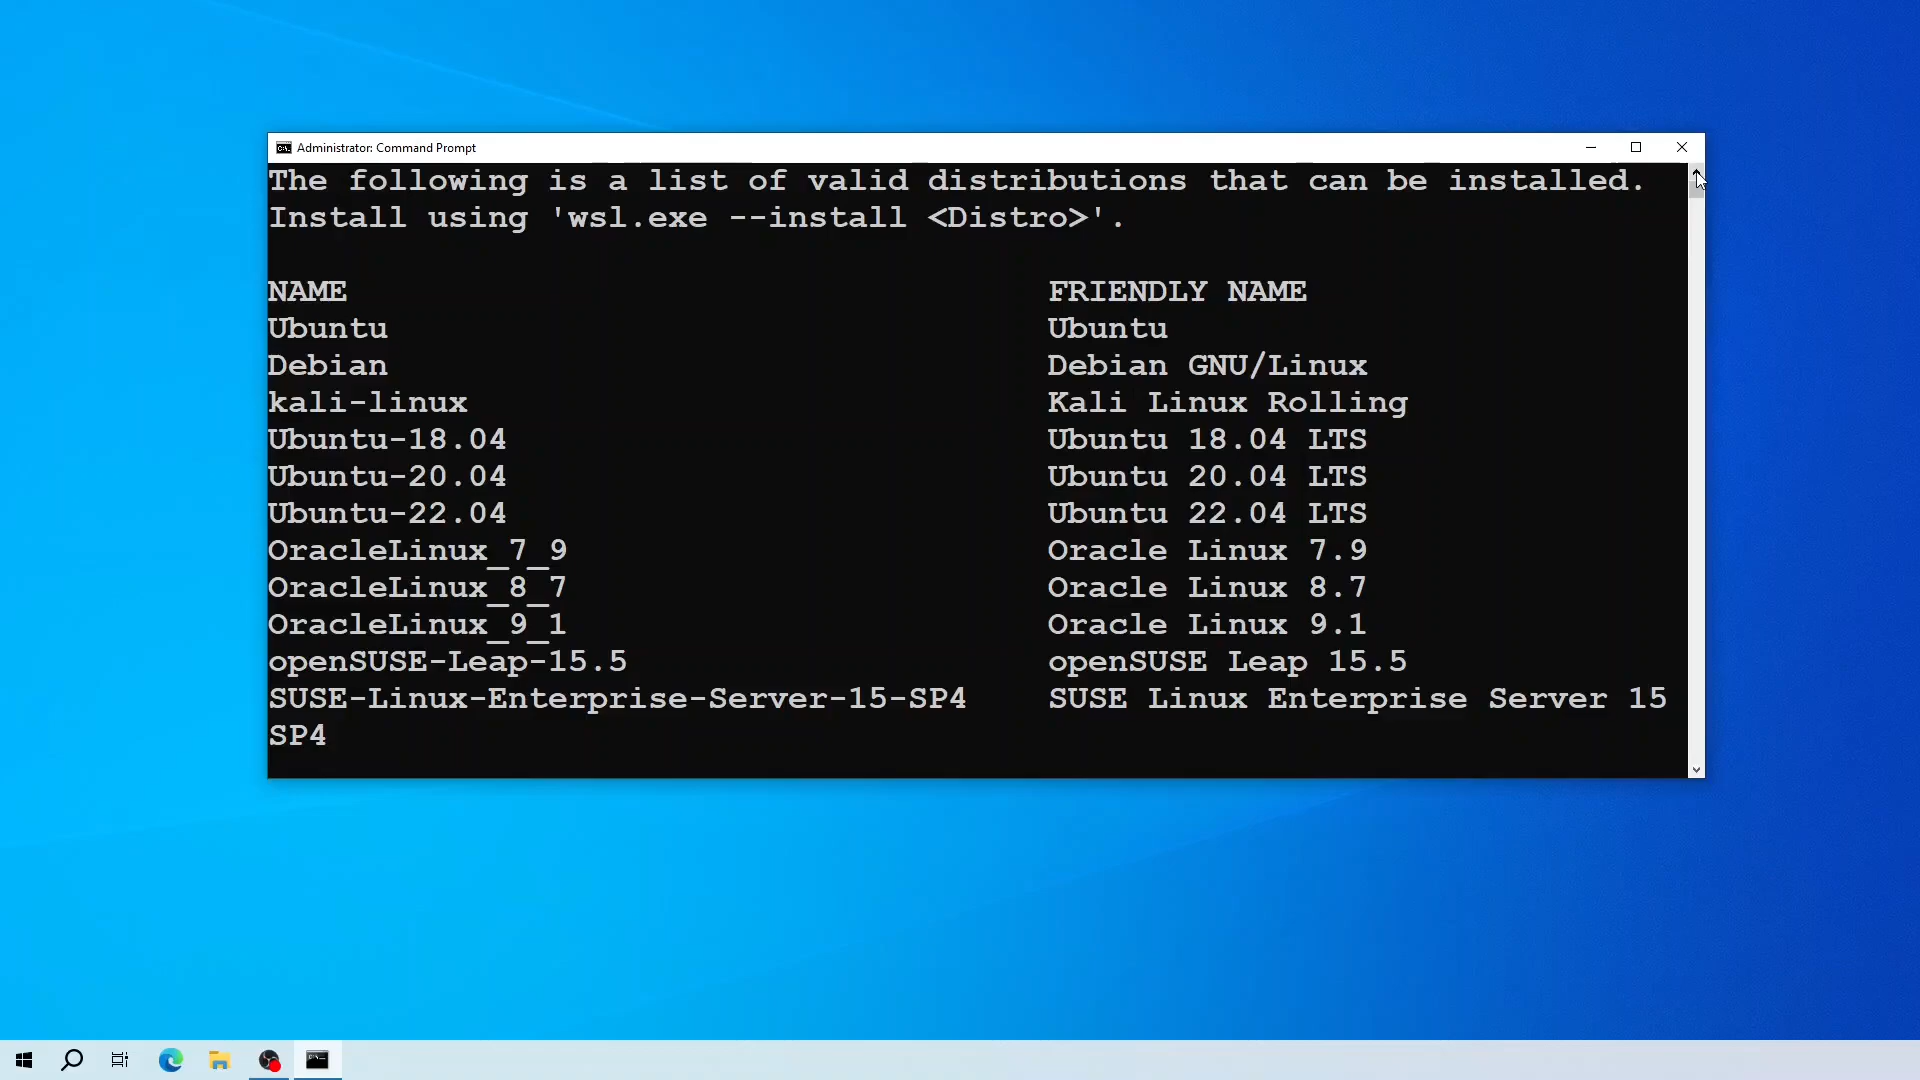 Administrator: Command Prompt
The following is a list of valid distributions that can be installed.
Install using 'wsl.exe --install <Distro>'.
NAME FRIENDLY NAME
Ubuntu Ubuntu
Debian Debian GNU/Linux
kali-linux Kali Linux Rolling
Ubuntu-18.04 Ubuntu 18.04 LTS
Ubuntu-20.04 Ubuntu 20.04 LTS
Ubuntu-22.04 Ubuntu 22.04 LTS
OracleLinux_7_9 Oracle Linux 7.9
OracleLinux_8_7 Oracle Linux 8.7
OracleLinux_9_1 Oracle Linux 9.1
openSUSE-Leap-15.5 openSUSE Leap 15.5
SUSE-Linux-Enterprise-Server-15-SP4 SUSE Linux Enterprise Server 15
SP4